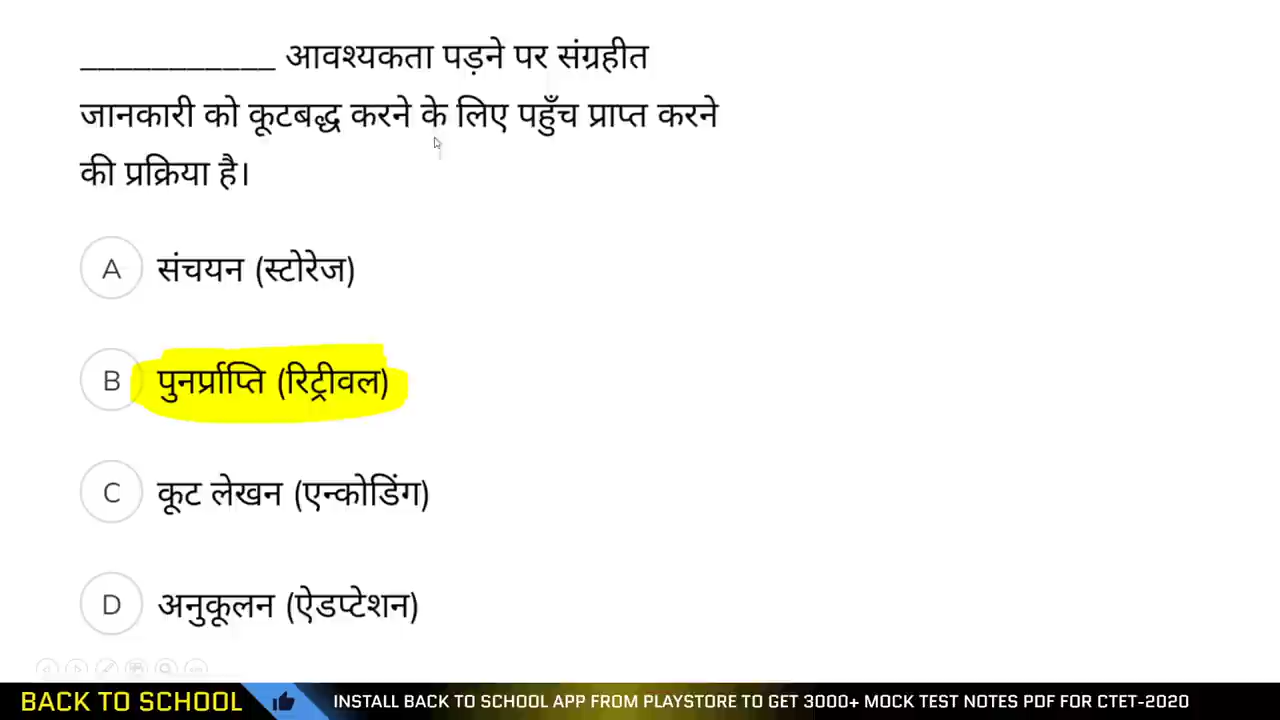 ___________ आवश्यकता पड़ने पर संग्रहीत
जानकारी को कूटबद्ध करने के लिए पहुँच प्राप्त करने
की प्रक्रिया है।
A संचयन (स्टोरेज)
B पुनर्प्राप्ति (रिट्रीवल)
C कूट लेखन (एन्कोडिंग)
D अनुकूलन (ऐडप्टेशन)
BACK TO SCHOOL INSTALL BACK TO SCHOOL APP FROM PLAYSTORE TO GET 3000+ MOCK TEST NOTES PDF FOR CTET-2020